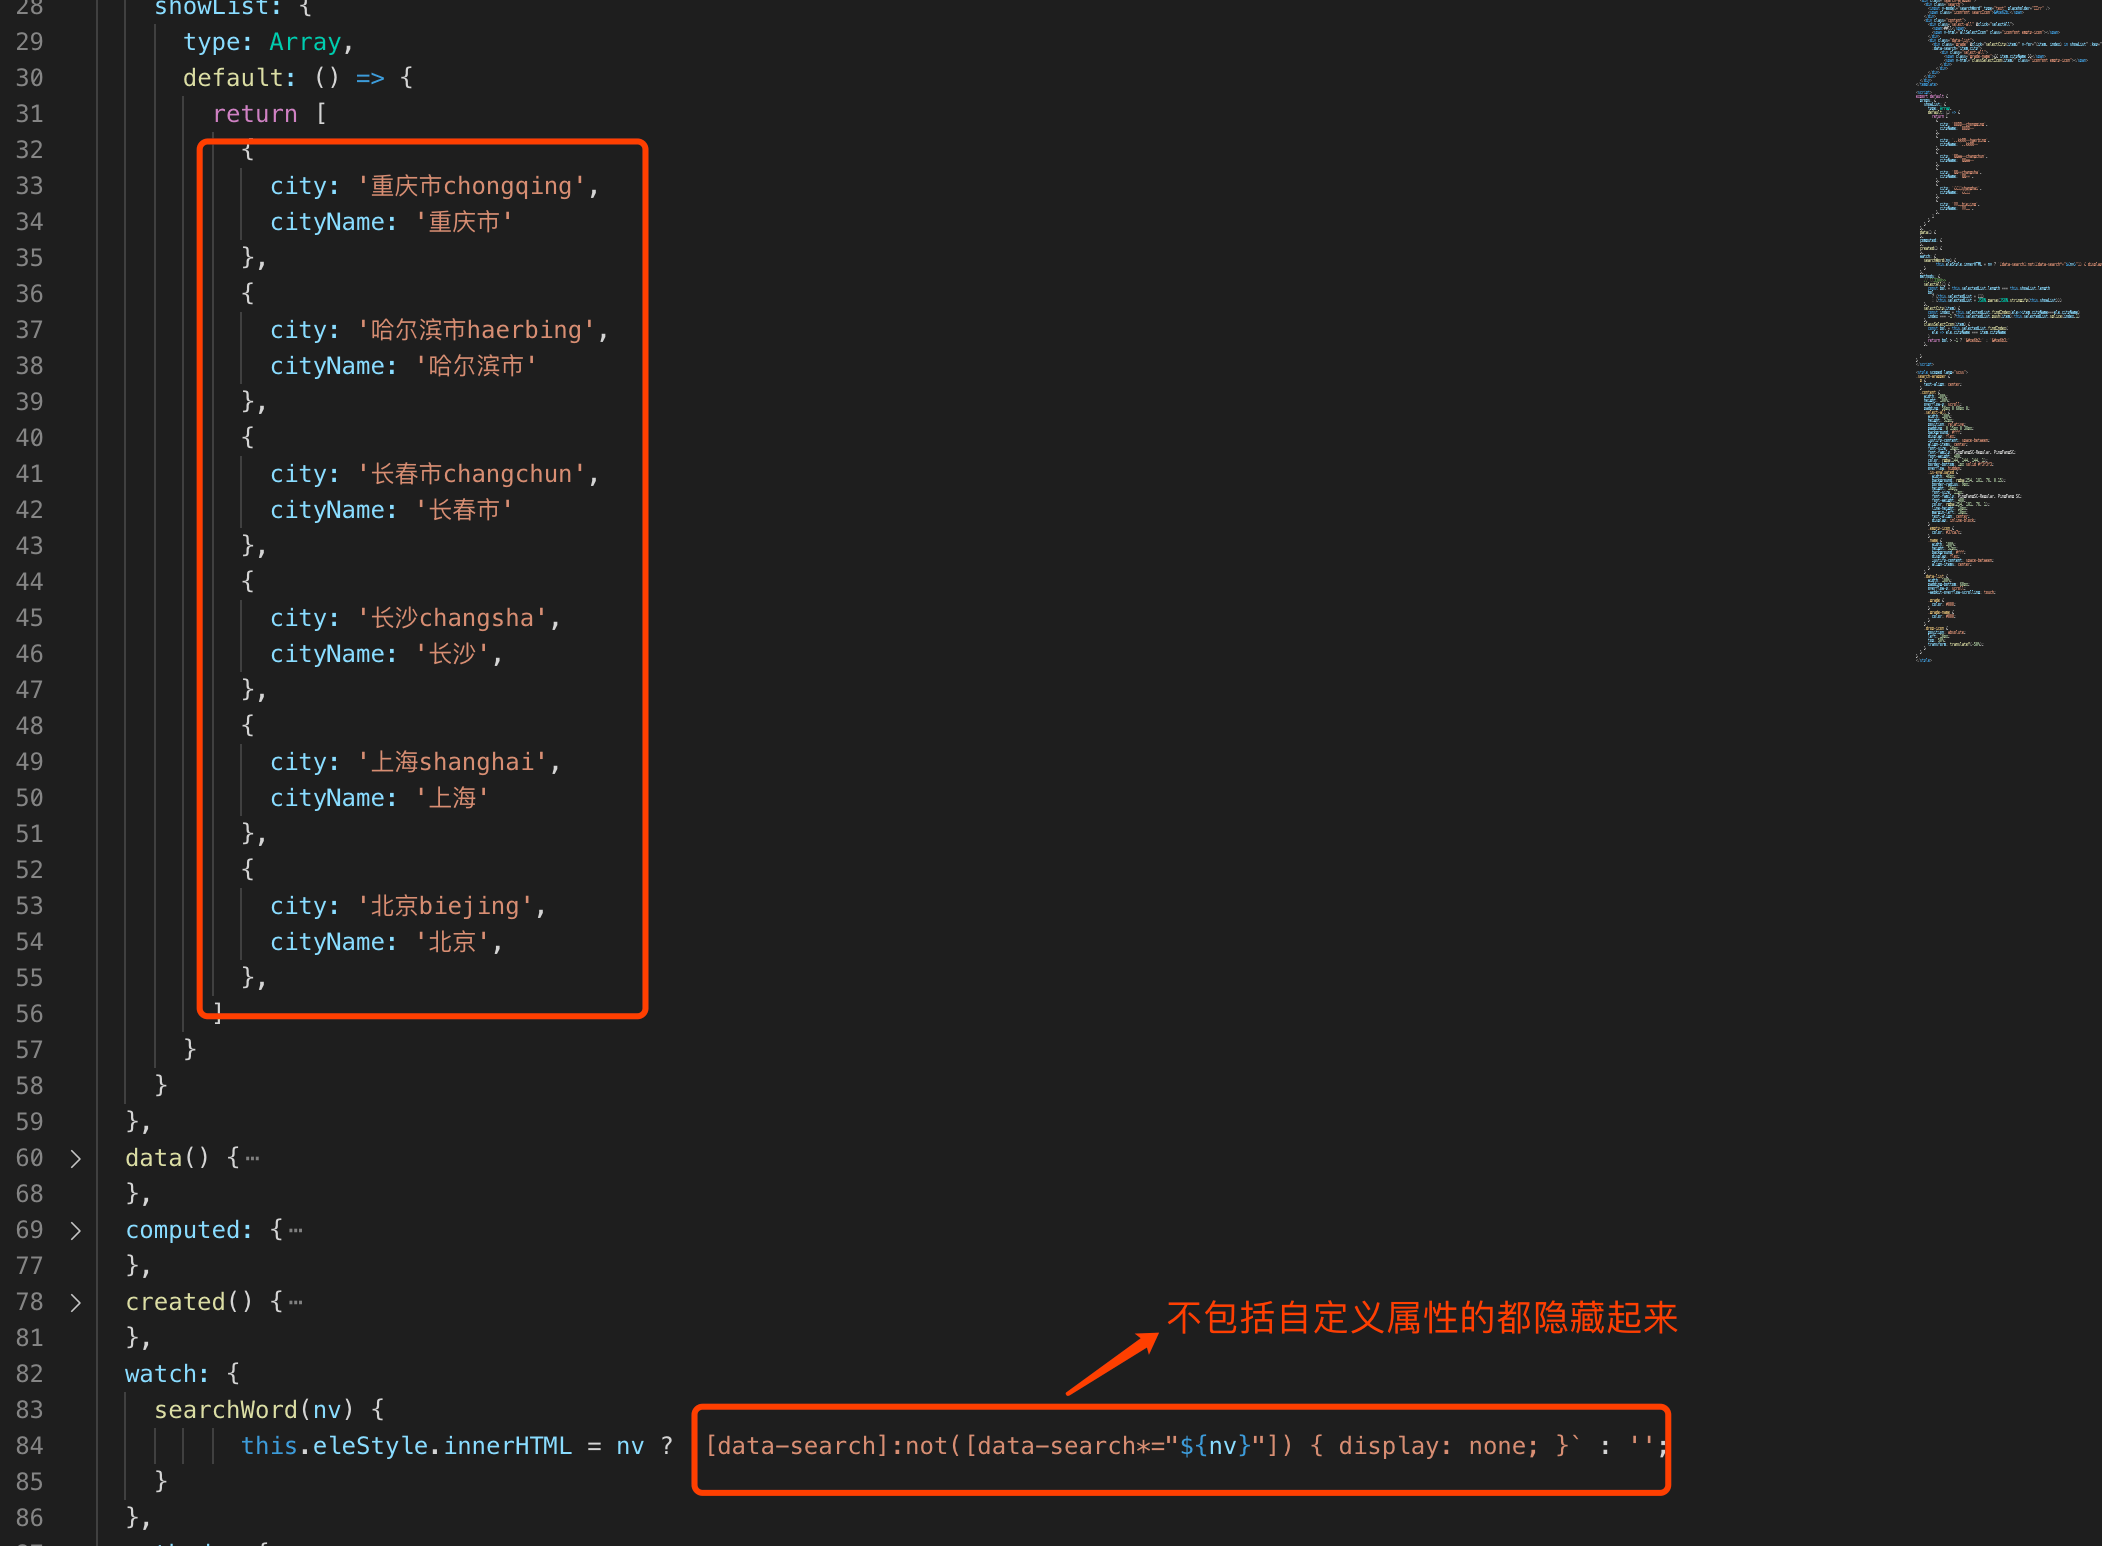 28 showList: {
29 type: Array,
30 default: () => {
31 return [
32 {
33 city: '重庆市chongqing',
34 cityName: '重庆市'
35 },
36 {
37 city: '哈尔滨市haerbing',
38 cityName: '哈尔滨市'
39 },
40 {
41 city: '长春市changchun',
42 cityName: '长春市'
43 },
44 {
45 city: '长沙changsha',
46 cityName: '长沙',
47 },
48 {
49 city: '上海shanghai',
50 cityName: '上海'
51 },
52 {
53 city: '北京biejing',
54 cityName: '北京',
55 },
56 ]
57 }
58 }
59 },
60 data() {…
68 },
69 computed: {…
77 },
78 created() {…
不包括自定义属性的都隐藏起来
81 },
82 watch: {
83 searchWord(nv) {
84 this.eleStyle.innerHTML = nv ? [data-search]:not([data-search*="${nv}"]) { display: none; }` : '';
85 }
86 },